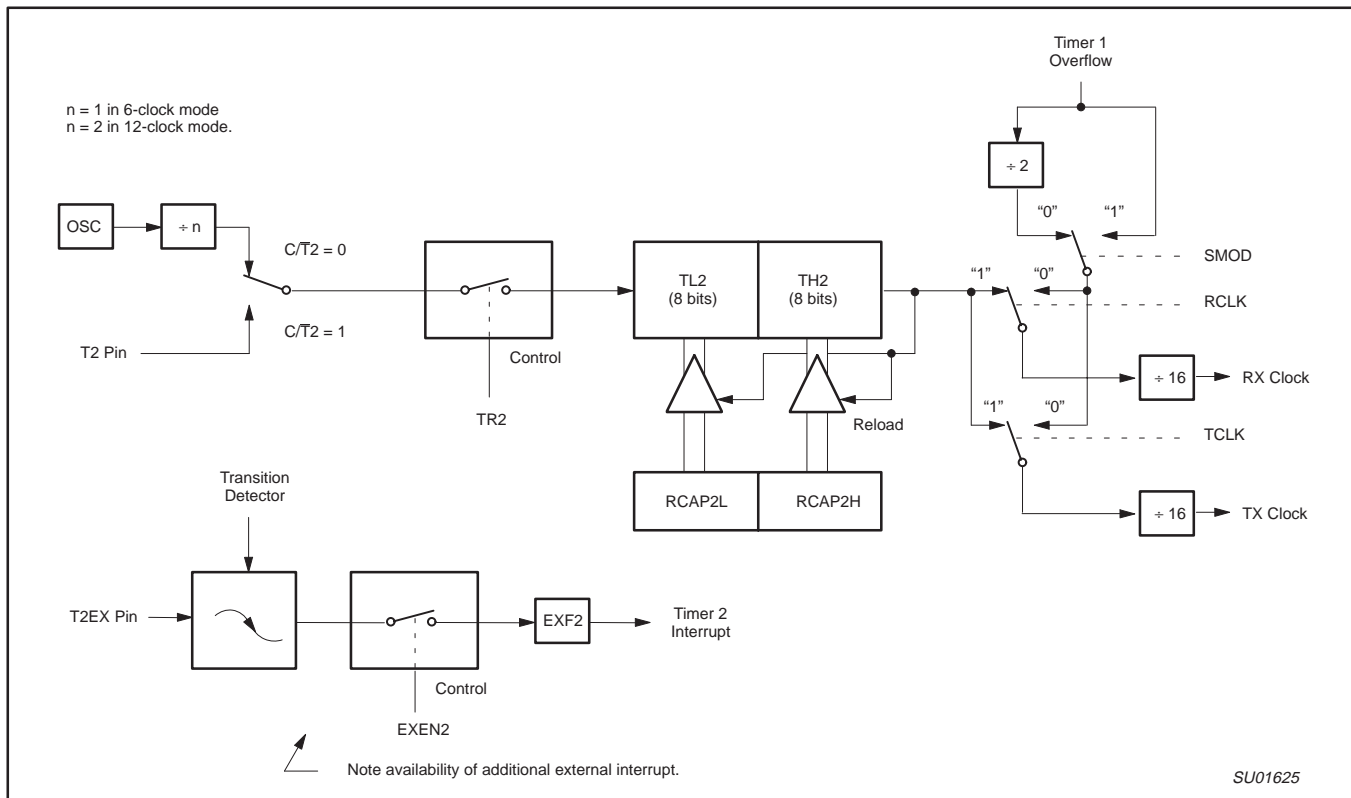 Timer 1
Overflow
n = 1 in 6-clock mode
n = 2 in 12-clock mode.
÷ 2
"0"
"1"
OSC
÷ n
C/T̅2 = 0
TL2
(8 bits)
TH2
(8 bits)
SMOD
"1"
"0"
RCLK
C/T̅2 = 1
T2 Pin
Control
÷ 16
RX Clock
TR2
Reload
"1"
"0"
TCLK
Transition
Detector
RCAP2L
RCAP2H
÷ 16
TX Clock
T2EX Pin
EXF2
Timer 2
Interrupt
Control
EXEN2
Note availability of additional external interrupt.
SU01625